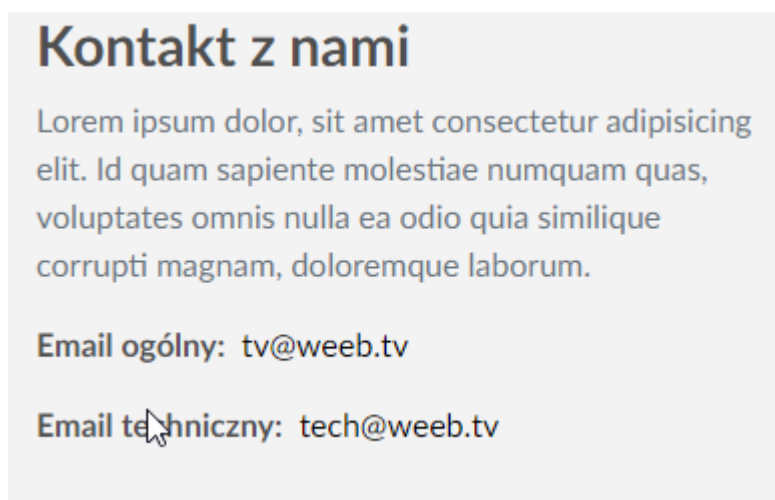 Kontakt z nami
Lorem ipsum dolor, sit amet consectetur adipisicing
elit. Id quam sapiente molestiae numquam quas,
voluptates omnis nulla ea odio quia similique
corrupti magnam, doloremque laborum.
Email ogólny: tv@weeb.tv
Email techniczny: tech@weeb.tv